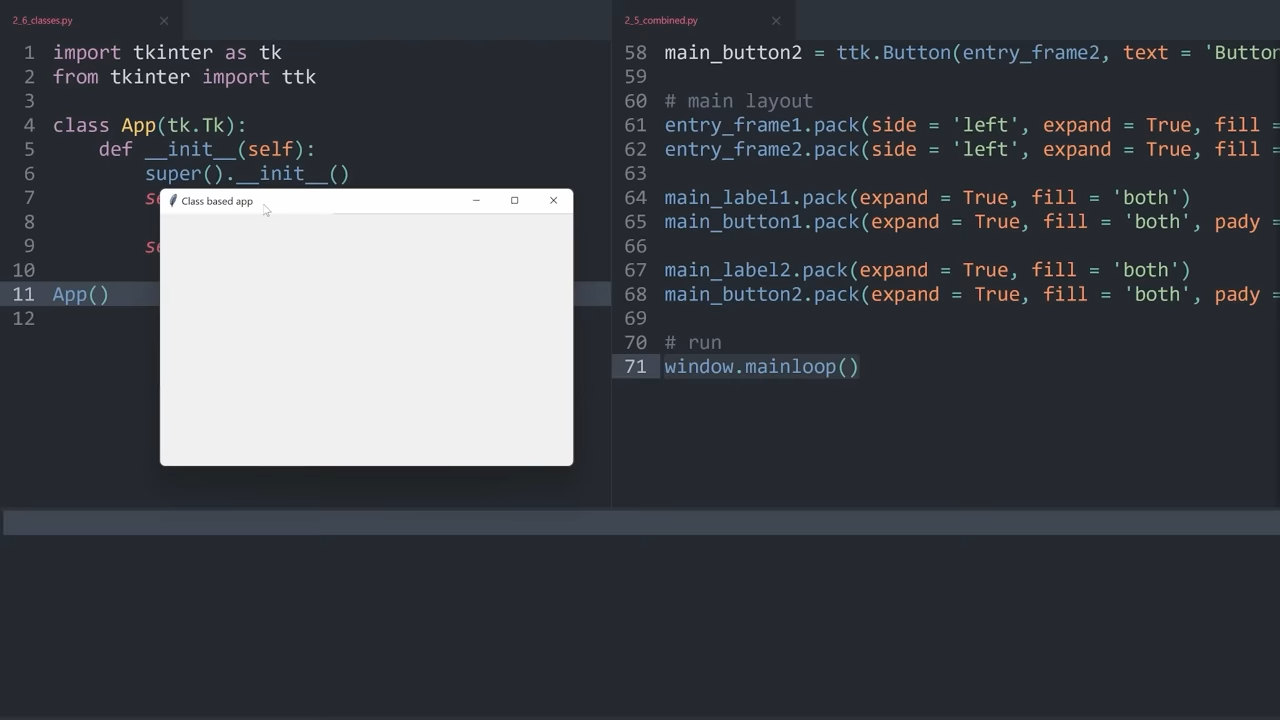 2_6_classes.py
1 import tkinter as tk
2 from tkinter import ttk
3
4 class App(tk.Tk):
5 def __init__(self):
6 super().__init__()
7 se
8
9 se
10
11 App()
12
Class based app
2_5_combined.py
58 main_button2 = ttk.Button(entry_frame2, text = 'Button
59
60 # main layout
61 entry_frame1.pack(side = 'left', expand = True, fill =
62 entry_frame2.pack(side = 'left', expand = True, fill =
63
64 main_label1.pack(expand = True, fill = 'both')
65 main_button1.pack(expand = True, fill = 'both', pady =
66
67 main_label2.pack(expand = True, fill = 'both')
68 main_button2.pack(expand = True, fill = 'both', pady =
69
70 # run
71 window.mainloop()